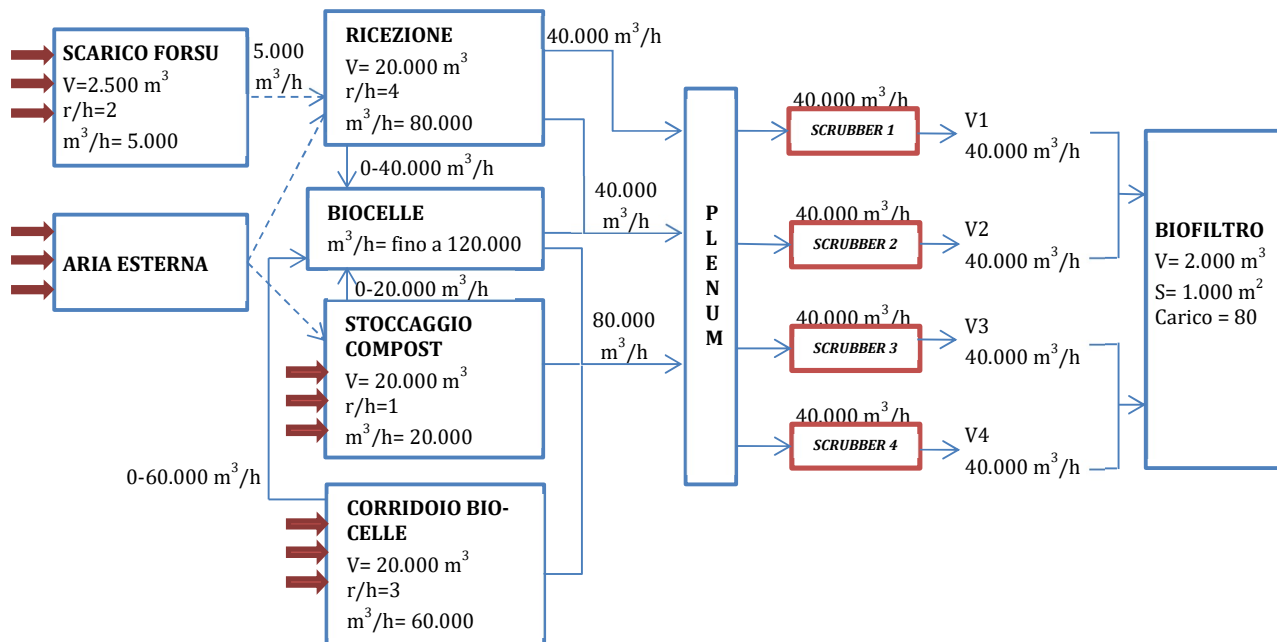 SCARICO FORSU
V=2.500 m³
r/h=2
m³/h= 5.000
5.000
m³/h
ARIA ESTERNA
RICEZIONE
V= 20.000 m³
r/h=4
m³/h= 80.000
40.000 m³/h
0-40.000 m³/h
BIOCELLE
m³/h= fino a 120.000
40.000
m³/h
0-20.000 m³/h
STOCCAGGIO
COMPOST
V= 20.000 m³
r/h=1
m³/h= 20.000
80.000
m³/h
0-60.000 m³/h
CORRIDOIO BIO-
CELLE
V= 20.000 m³
r/h=3
m³/h= 60.000
P
L
E
N
U
M
40.000 m³/h
SCRUBBER 1
V1
40.000 m³/h
40.000 m³/h
SCRUBBER 2
V2
40.000 m³/h
40.000 m³/h
SCRUBBER 3
V3
40.000 m³/h
40.000 m³/h
SCRUBBER 4
V4
40.000 m³/h
BIOFILTRO
V= 2.000 m³
S= 1.000 m²
Carico = 80